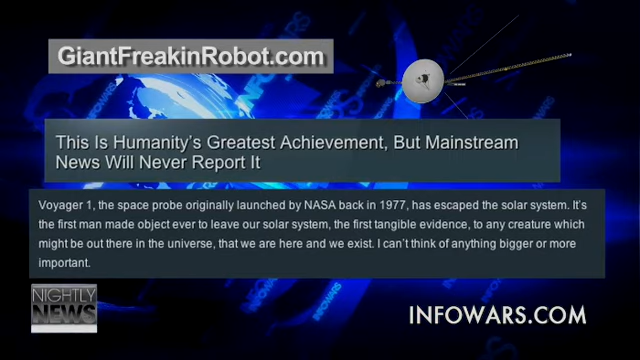 GiantFreakinRobot.com
This Is Humanity's Greatest Achievement, But Mainstream
News Will Never Report It
Voyager 1, the space probe originally launched by NASA back in 1977, has escaped the solar system. It's
the first man made object ever to leave our solar system, the first tangible evidence, to any creature which
might be out there in the universe, that we are here and we exist. I can't think of anything bigger or more
important.
NIGHTLY
NEWS
INFOWARS.COM